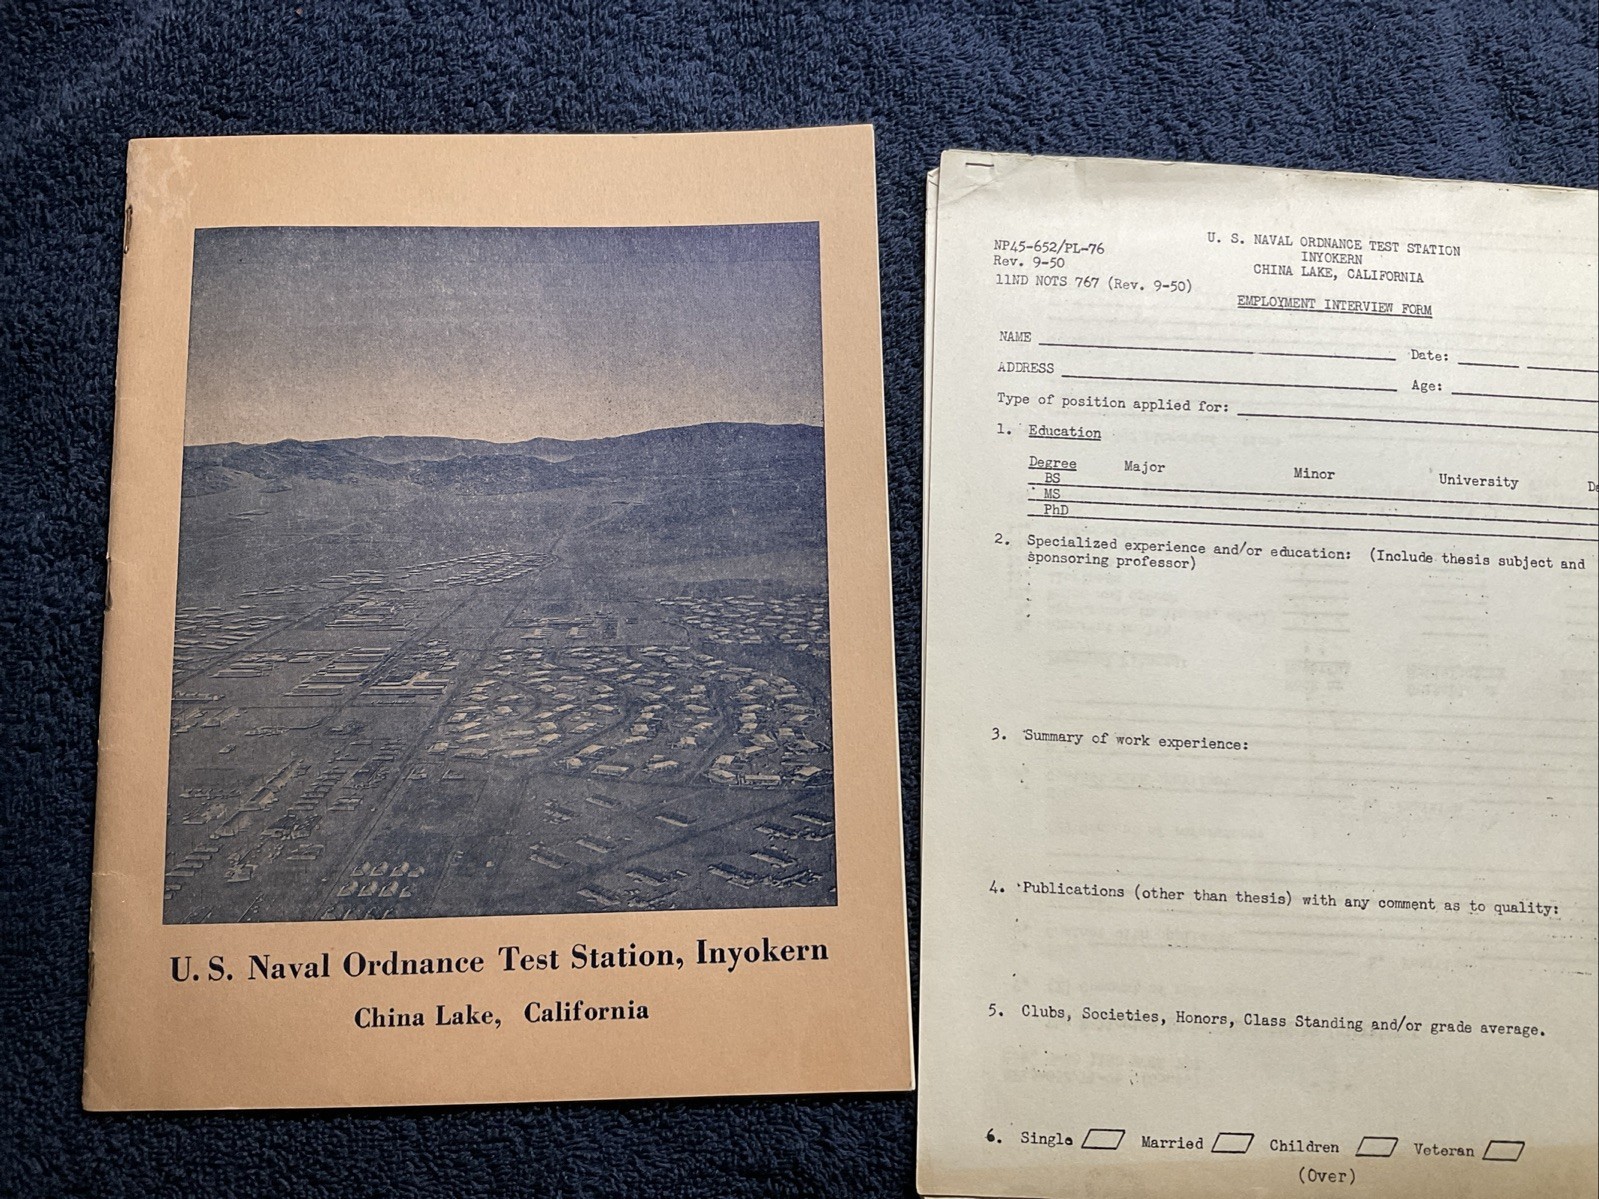 U. S. Naval Ordnance Test Station, Inyokern
China Lake, California
NP45-652/PL-76
Rev. 9-50
11ND NOTS 767 (Rev. 9-50)
U. S. NAVAL ORDNANCE TEST STATION
INYOKERN
CHINA LAKE, CALIFORNIA
EMPLOYMENT INTERVIEW FORM
NAME
Date:
ADDRESS
Age:
Type of position applied for:
1. Education
Degree Major Minor University
BS
MS
PhD
2. Specialized experience and/or education: (Include thesis subject and
sponsoring professor)
3. Summary of work experience:
4. Publications (other than thesis) with any comment as to quality:
5. Clubs, Societies, Honors, Class Standing and/or grade average.
6. Single Married Children Veteran
(Over)